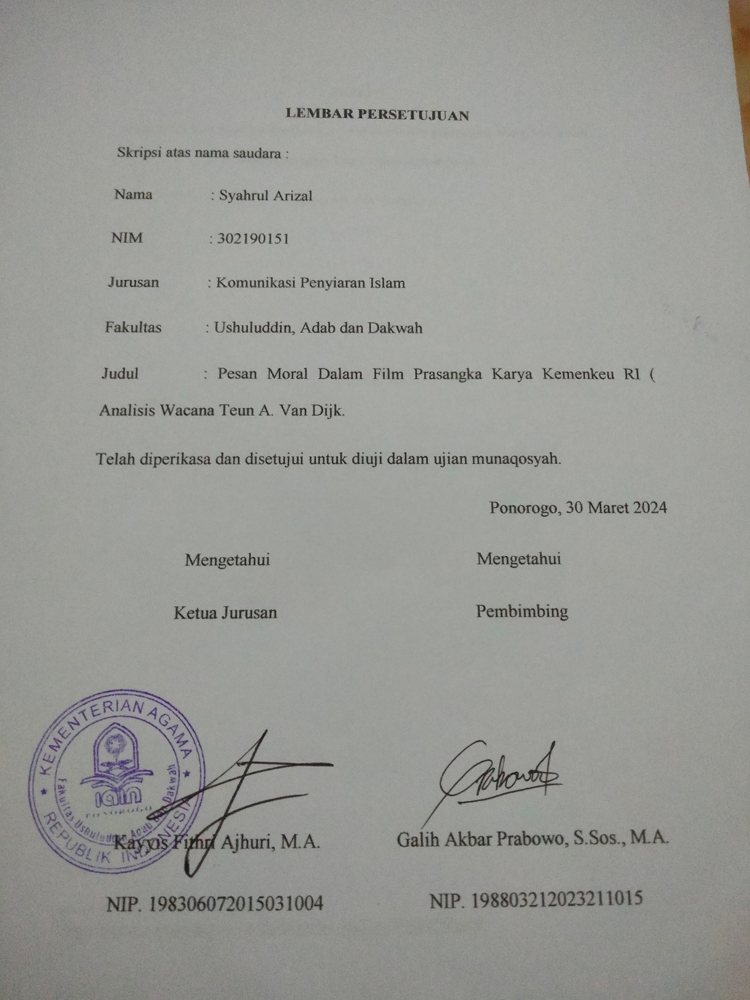 LEMBAR PERSETUJUAN
Skripsi atas nama saudara :
Nama : Syahrul Arizal
NIM : 302190151
Jurusan : Komunikasi Penyiaran Islam
Fakultas : Ushuluddin, Adab dan Dakwah
Judul : Pesan Moral Dalam Film Prasangka Karya Kemenkeu RI (
Analisis Wacana Teun A. Van Dijk.
Telah diperikasa dan disetujui untuk diuji dalam ujian munaqosyah.
Ponorogo, 30 Maret 2024
Mengetahui Mengetahui
Ketua Jurusan Pembimbing
KEMENTERIAN AGAMA
REPUBLIK INDONESIA
Fakultas Ushuluddin Adab dan Dakwah
iain
PONOROGO
Prabowo
Kayyis Fithri Ajhuri, M.A. Galih Akbar Prabowo, S.Sos., M.A.
NIP. 198306072015031004 NIP. 198803212023211015